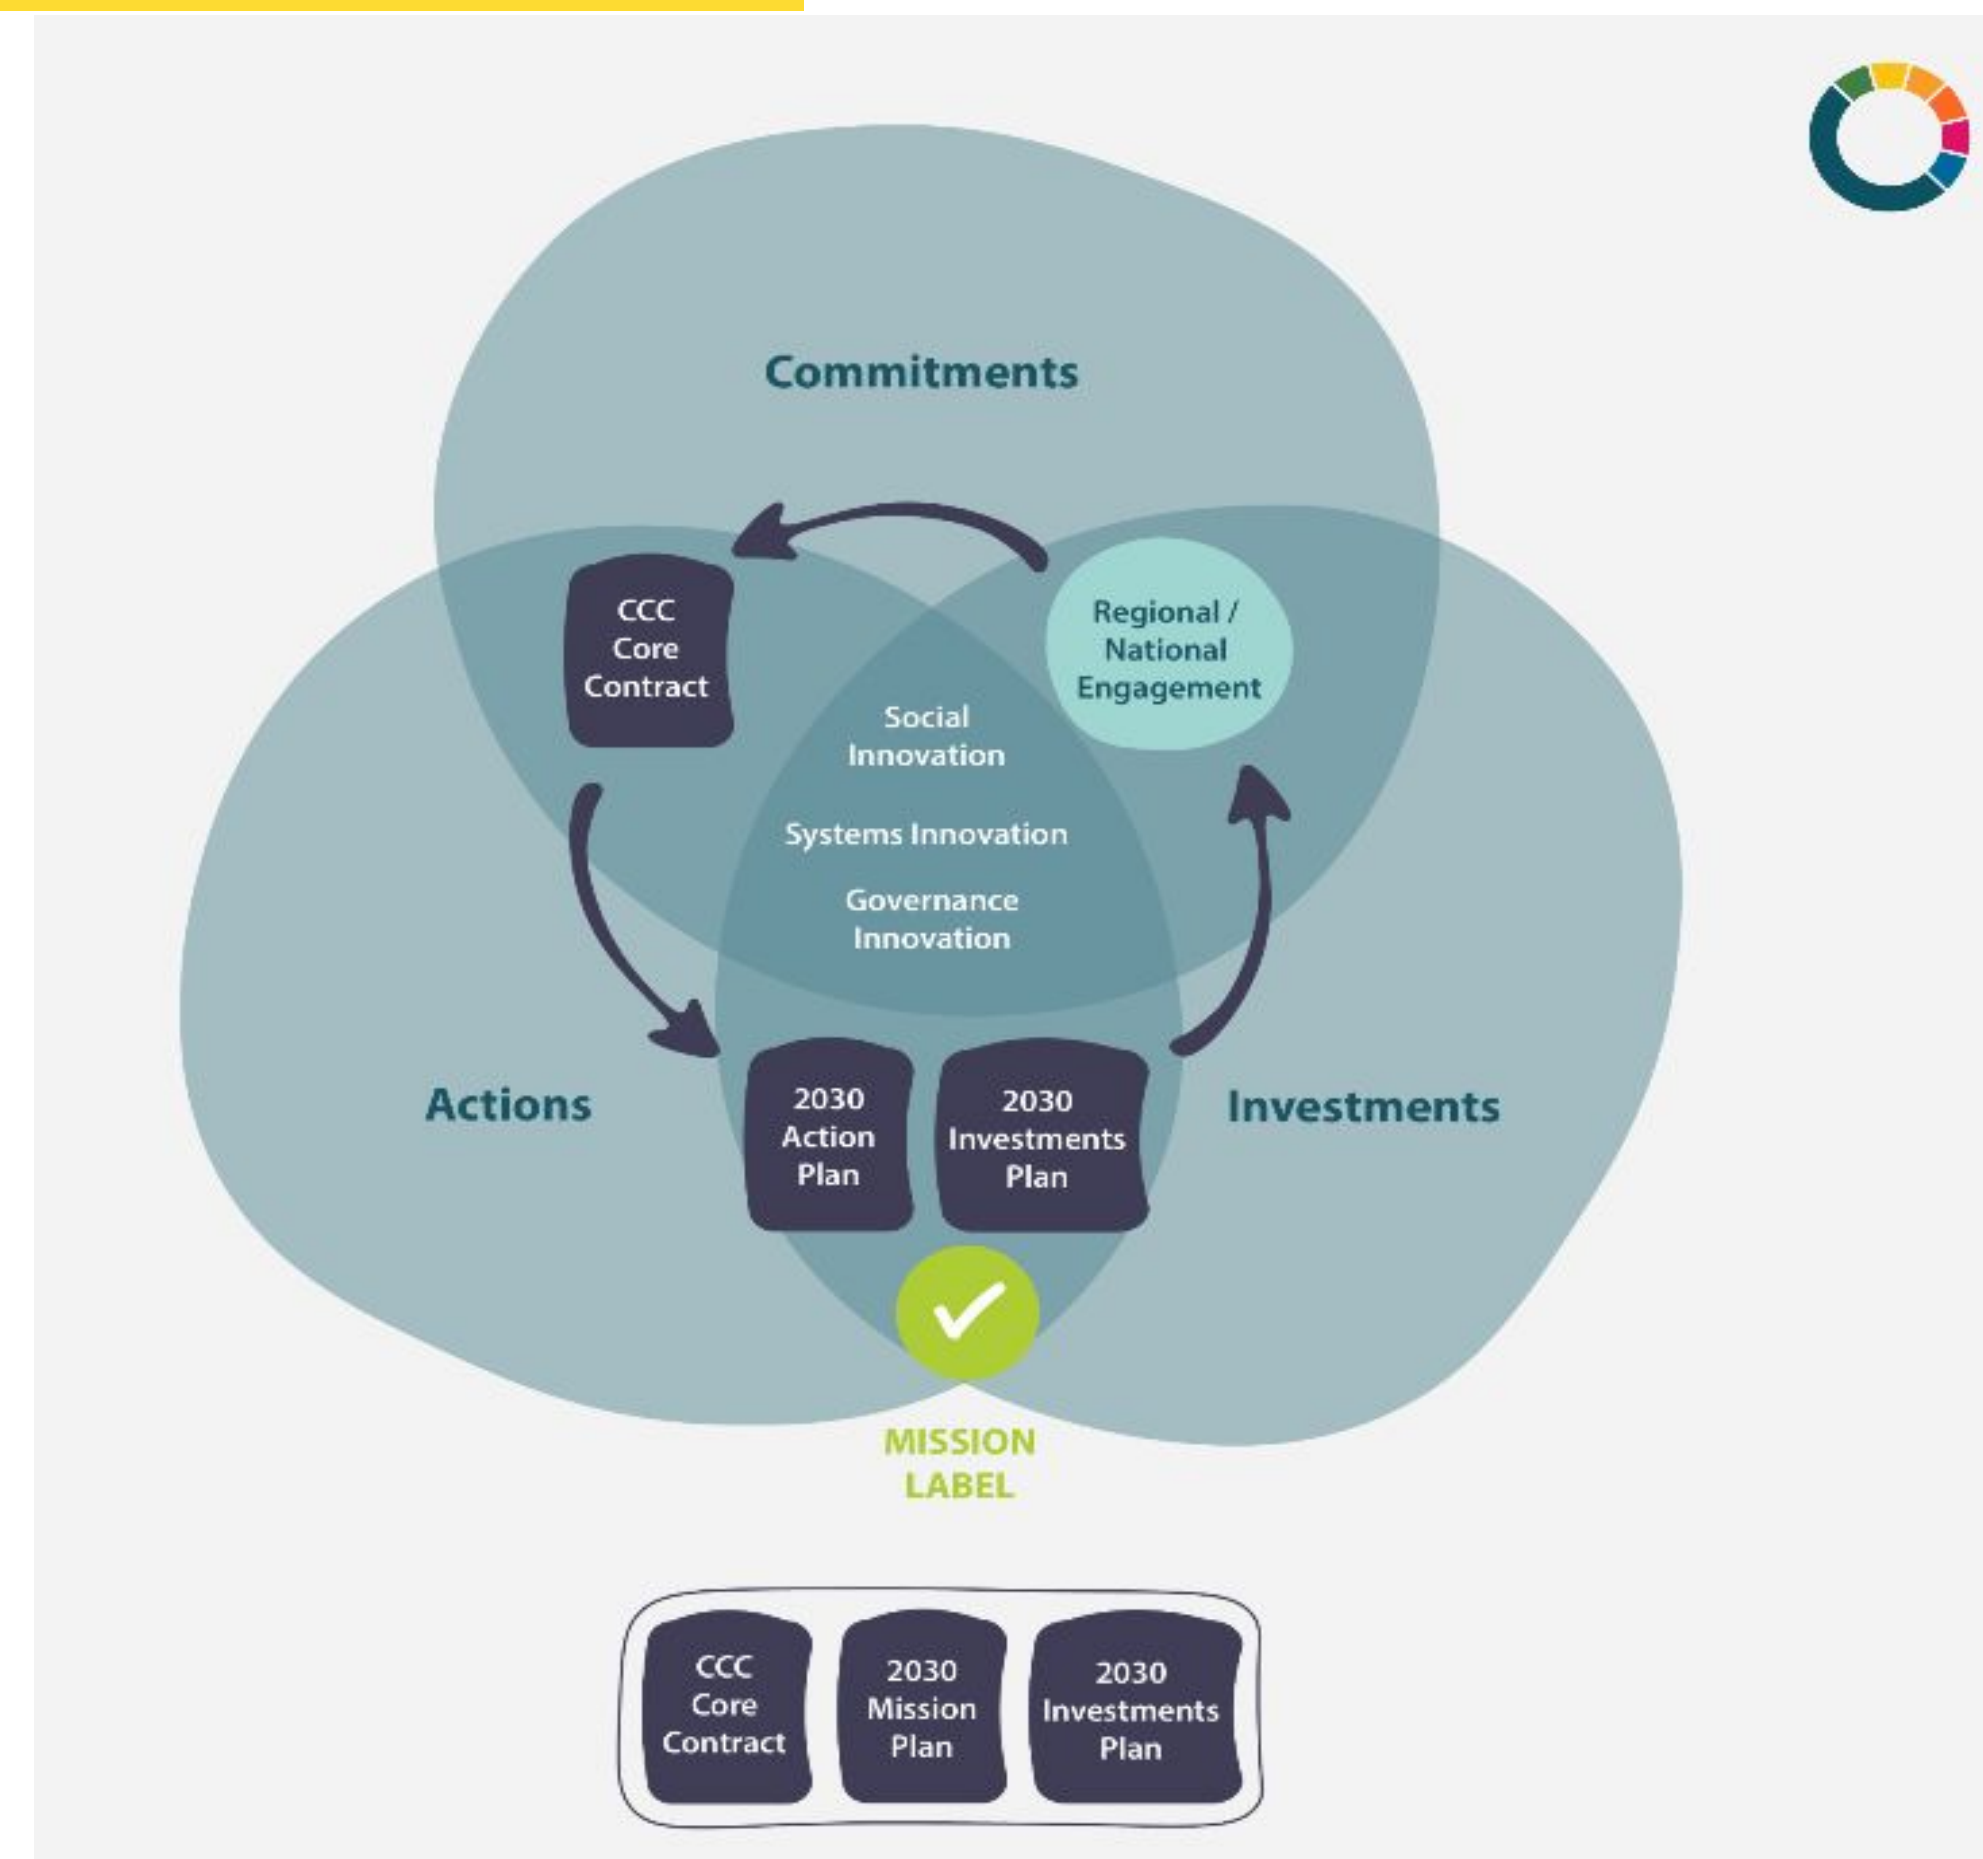 Commitments
CCC
Core
Contract
Regional /
National
Engagement
Social
Innovation
Systems Innovation
Governance
Innovation
Actions
Investments
2030
Action
Plan
2030
Investments
Plan
MISSION
LABEL
CCC
Core
Contract
2030
Mission
Plan
2030
Investments
Plan